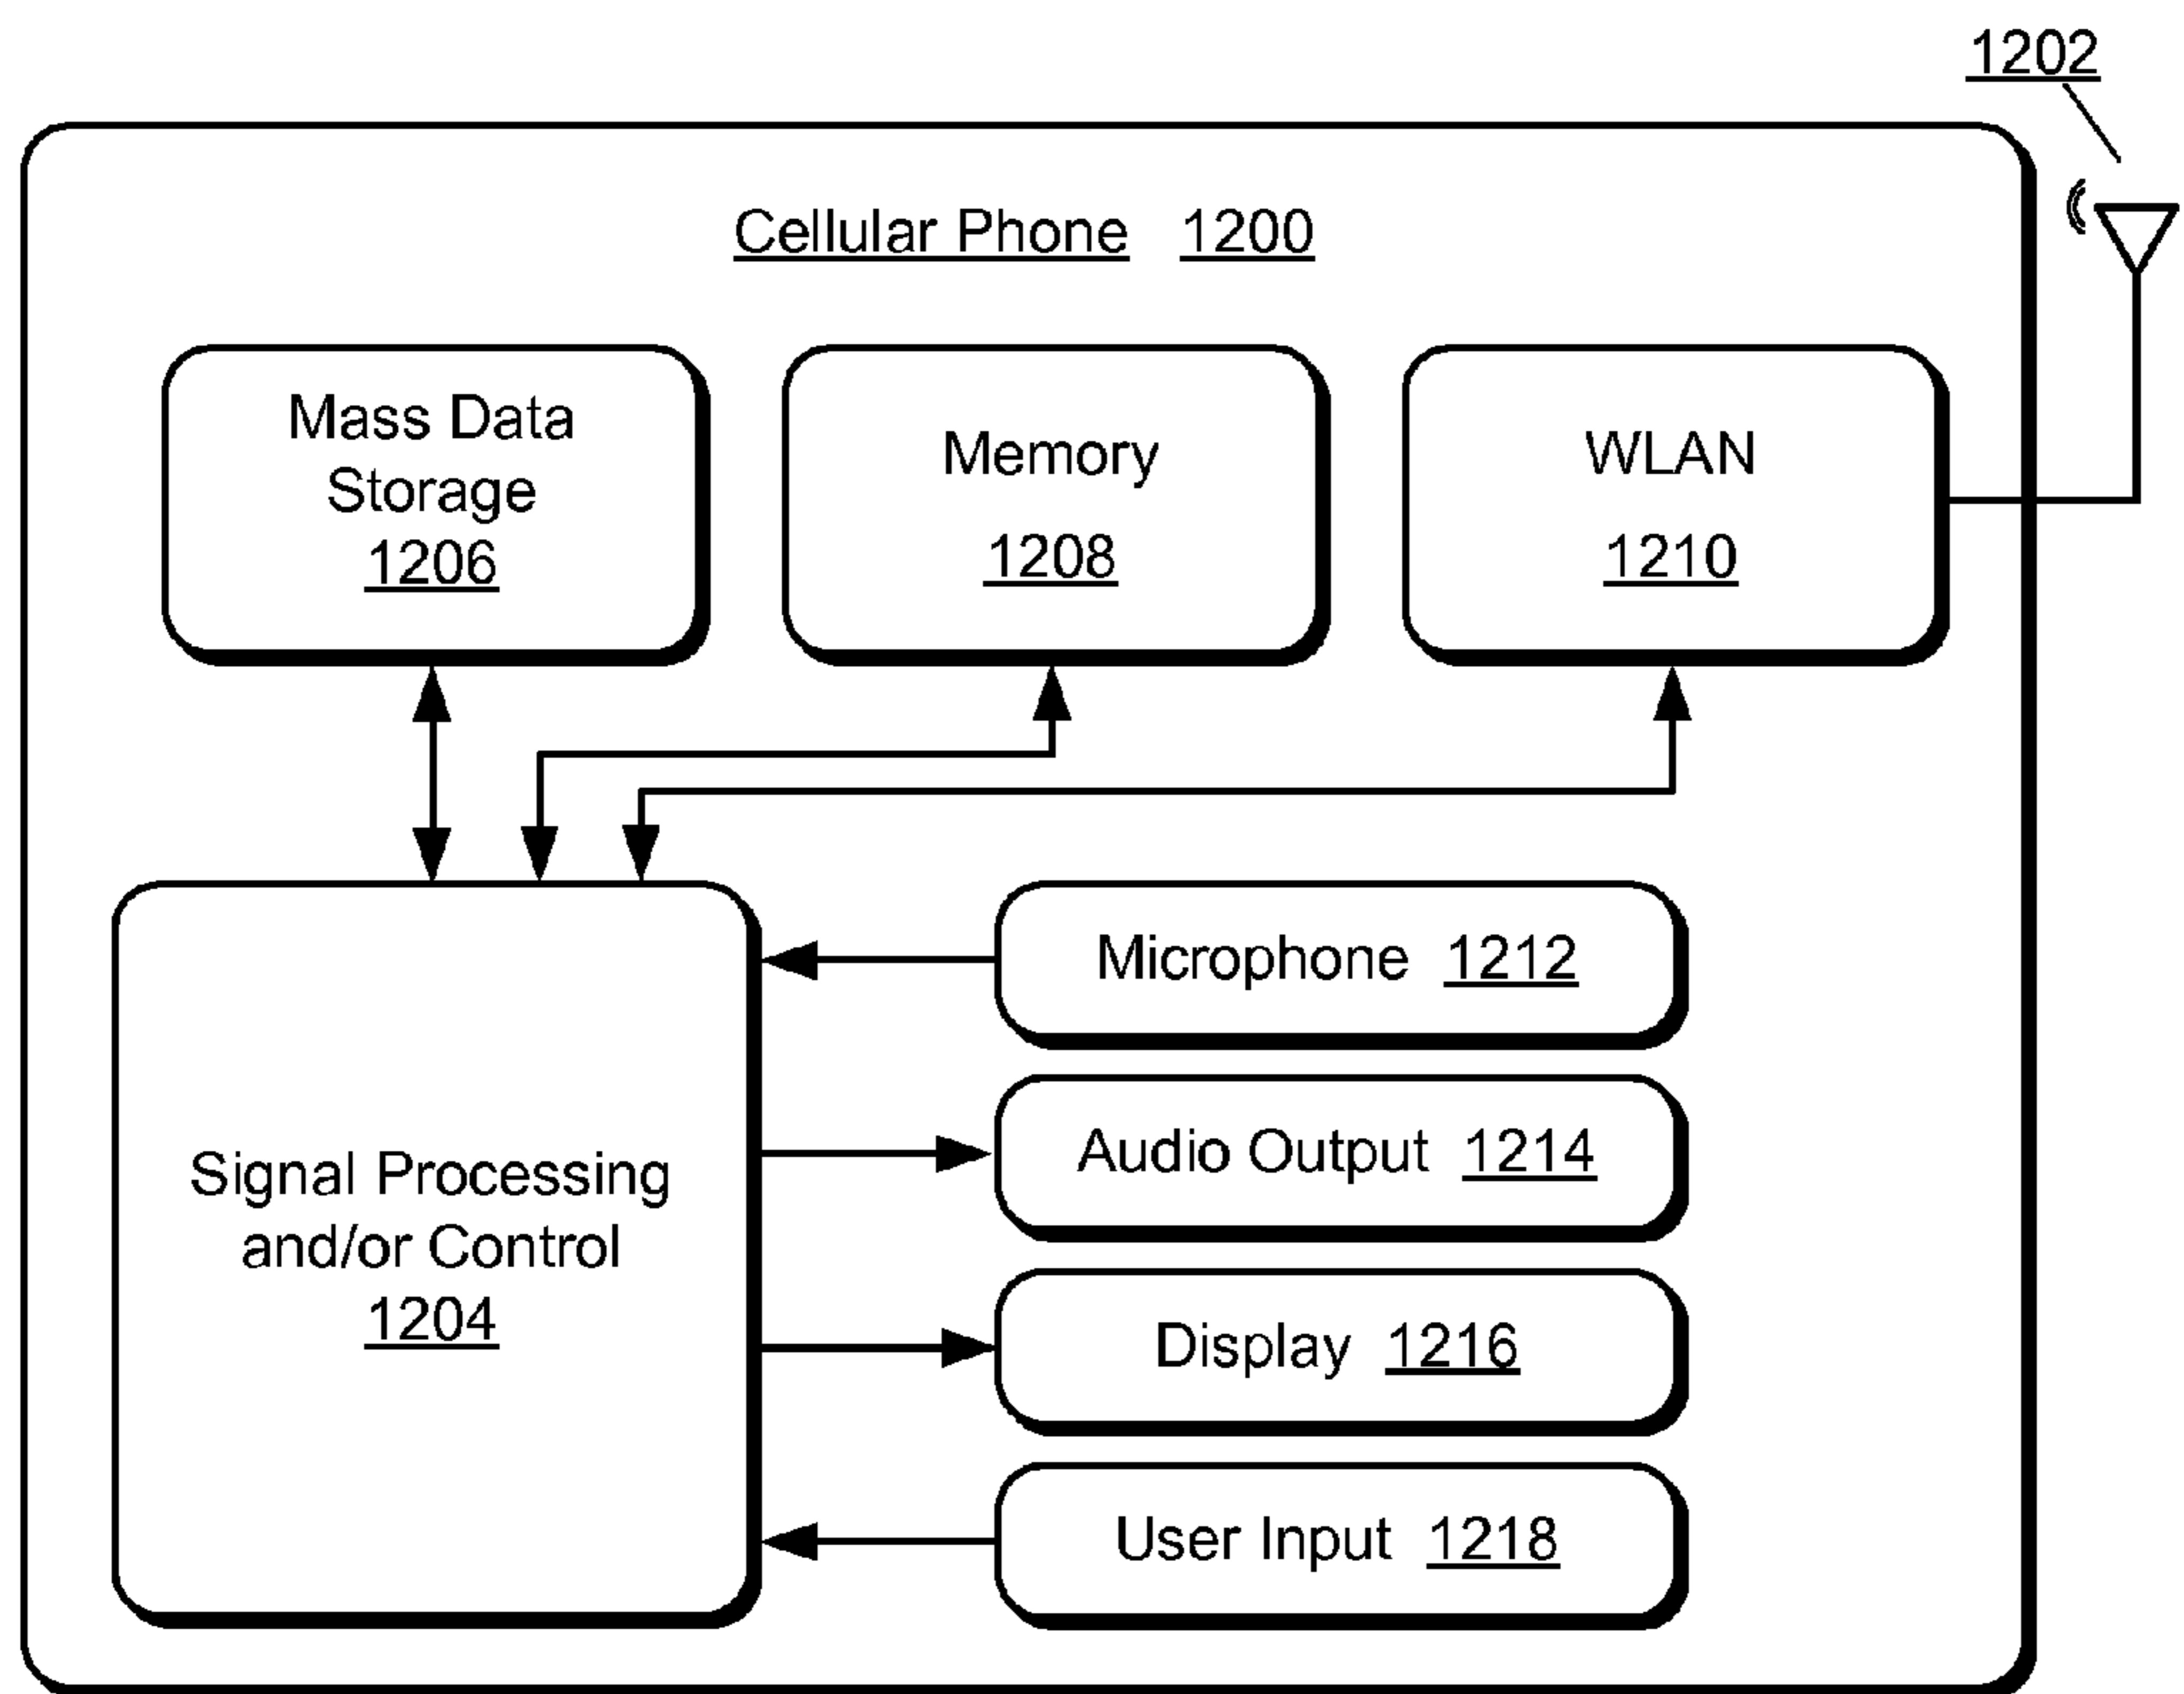 1202
Cellular Phone 1200
Mass Data
Storage
1206
Memory
1208
WLAN
1210
Signal Processing
and/or Control
1204
Microphone 1212
Audio Output 1214
Display 1216
User Input 1218